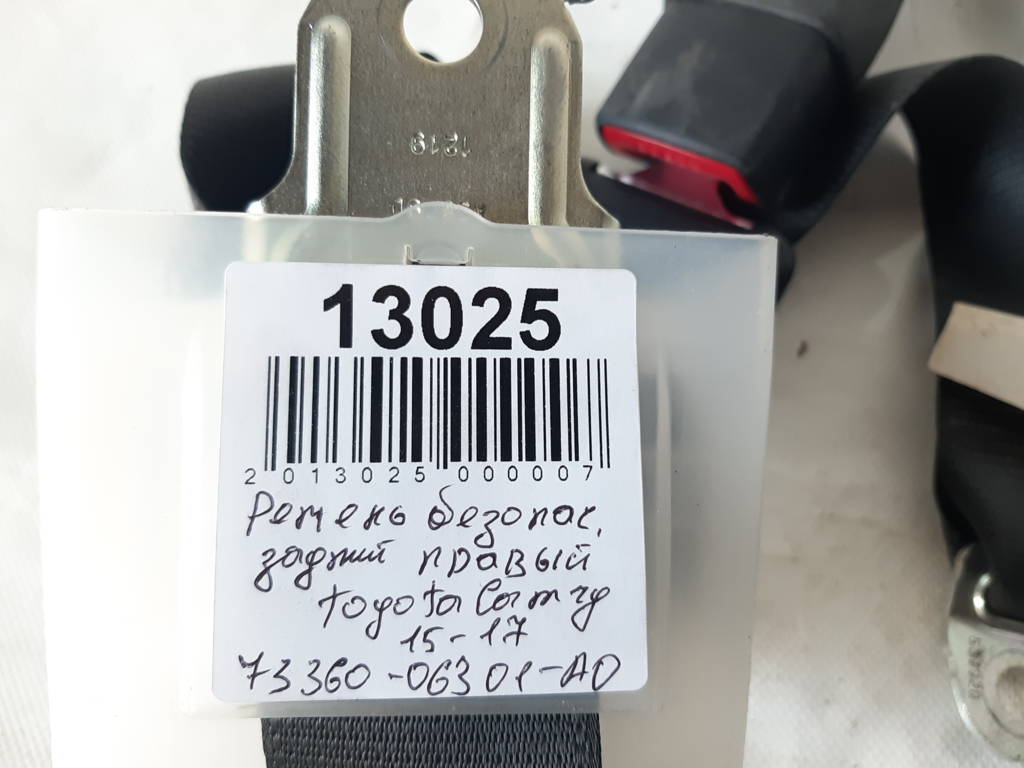 1219
13025
2 013025 000007
Ремень безопас.
задний правый
toyota Camry
15-17
73360-06301-A0